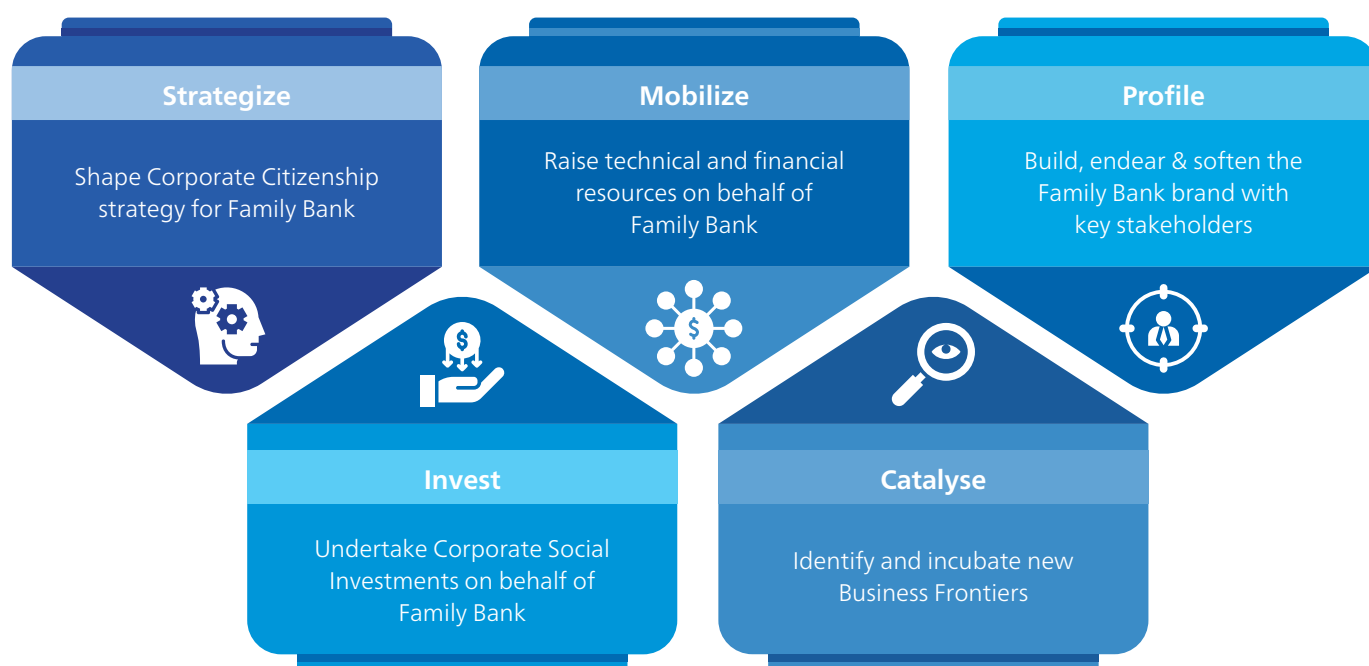 Strategize
Shape Corporate Citizenship
strategy for Family Bank
Mobilize
Raise technical and financial
resources on behalf of
Family Bank
Profile
Build, endear & soften the
Family Bank brand with
key stakeholders
$
$
Invest
Undertake Corporate Social
Investments on behalf of
Family Bank
Catalyse
Identify and incubate new
Business Frontiers